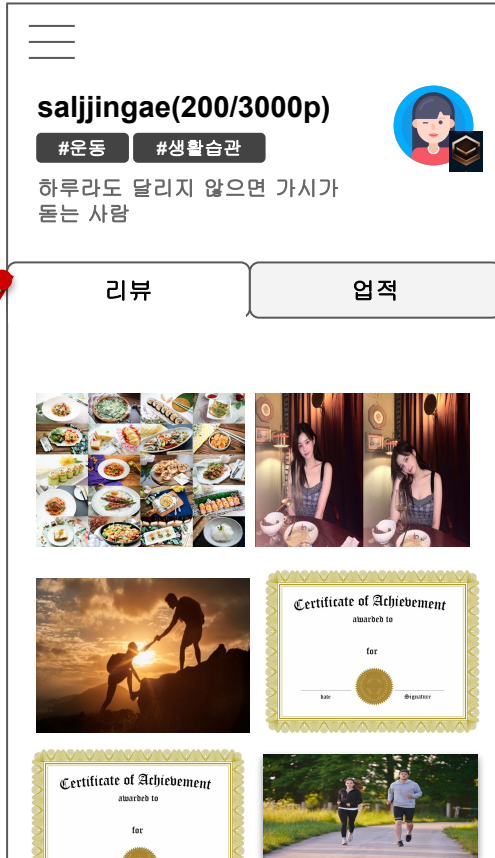 saljjingae(200/3000p)
#운동 #생활습관
하루라도 달리지 않으면 가시가
돋는 사람
리뷰 업적
Certificate of Achievement
awarded to
for
Date Signature
Certificate of Achievement
awarded to
for